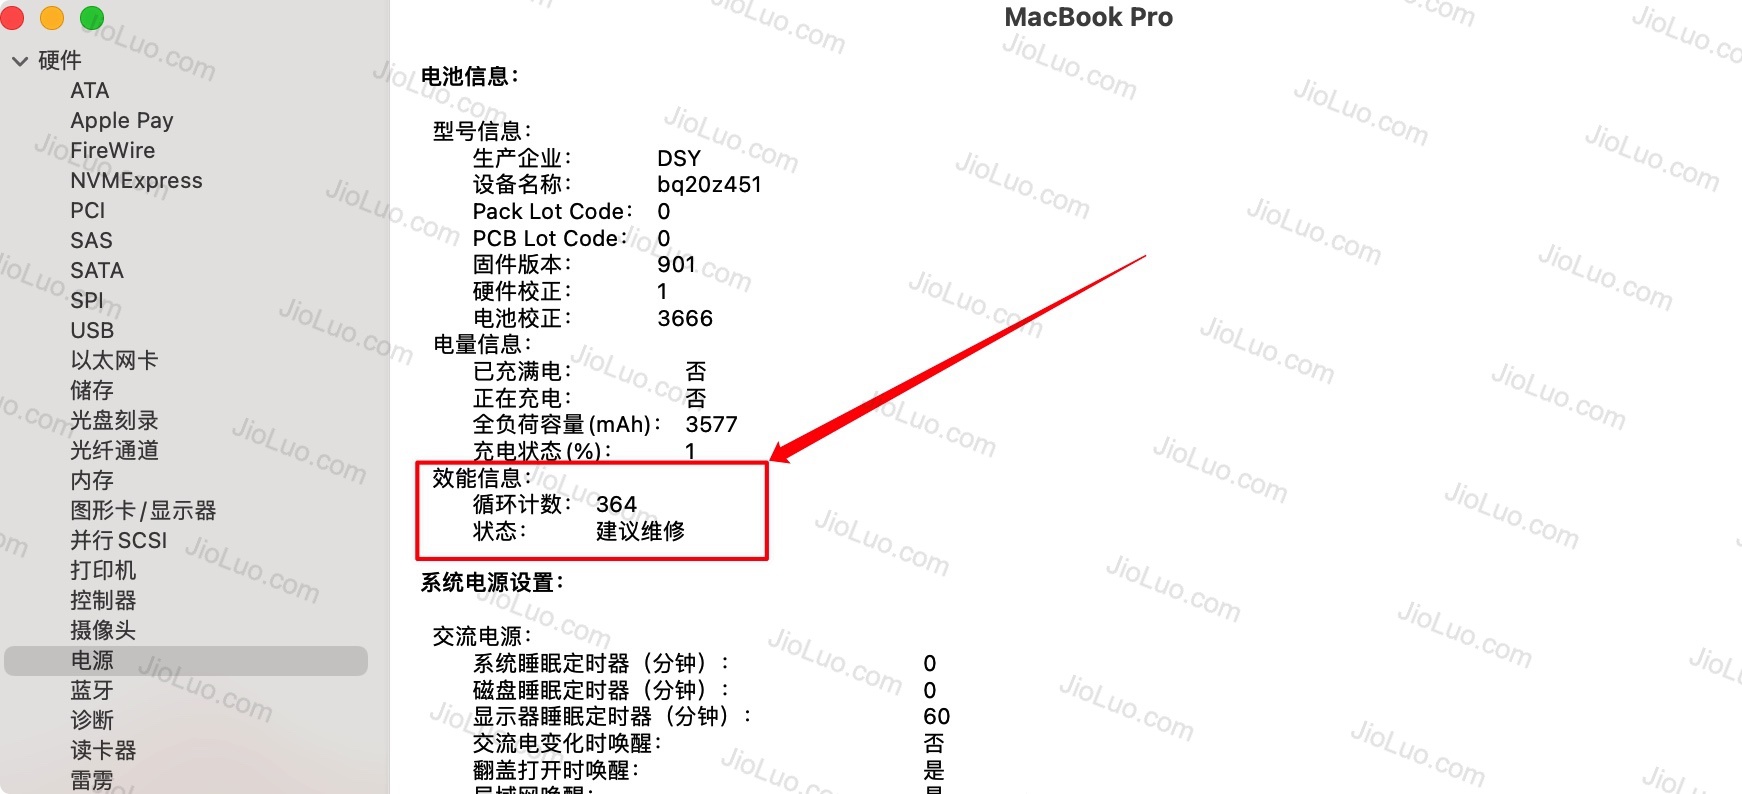 MacBook Pro
硬件
ATA
Apple Pay
FireWire
NVMExpress
PCI
SAS
SATA
SPI
USB
以太网卡
储存
光盘刻录
光纤通道
内存
图形卡/显示器
并行SCSI
打印机
控制器
摄像头
电源
蓝牙
诊断
读卡器
雷雳
电池信息：
型号信息：
生产企业： DSY
设备名称： bq20z451
Pack Lot Code： 0
PCB Lot Code： 0
固件版本： 901
硬件校正： 1
电池校正： 3666
电量信息：
已充满电： 否
正在充电： 否
全负荷容量(mAh)： 3577
充电状态(%)： 1
效能信息：
循环计数： 364
状态： 建议维修
系统电源设置：
交流电源：
系统睡眠定时器（分钟）： 0
磁盘睡眠定时器（分钟）： 0
显示器睡眠定时器（分钟）： 60
交流电变化时唤醒： 否
翻盖打开时唤醒： 是
局域网唤醒： 是
JioLuo.com